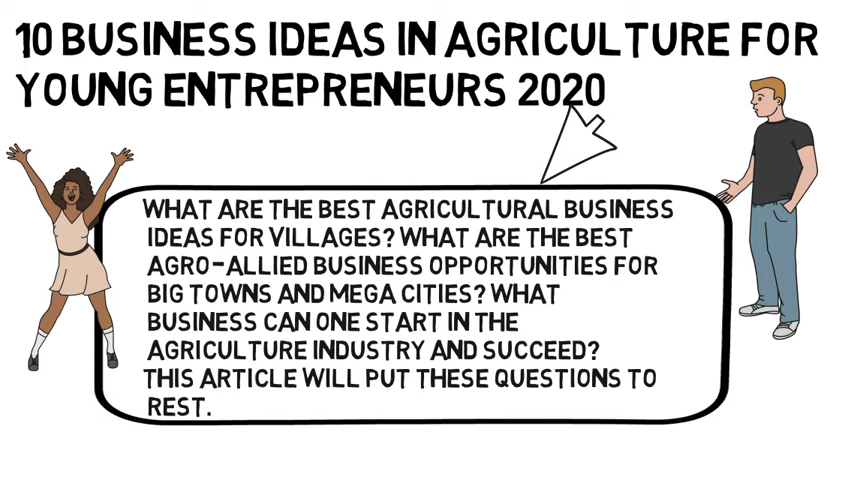 10 BUSINESS IDEAS IN AGRICULTURE FOR
YOUNG ENTREPRENEURS 2020
WHAT ARE THE BEST AGRICULTURAL BUSINESS
IDEAS FOR VILLAGES? WHAT ARE THE BEST
AGRO-ALLIED BUSINESS OPPORTUNITIES FOR
BIG TOWNS AND MEGA CITIES? WHAT
BUSINESS CAN ONE START IN THE
AGRICULTURE INDUSTRY AND SUCCEED?
THIS ARTICLE WILL PUT THESE QUESTIONS TO
REST.